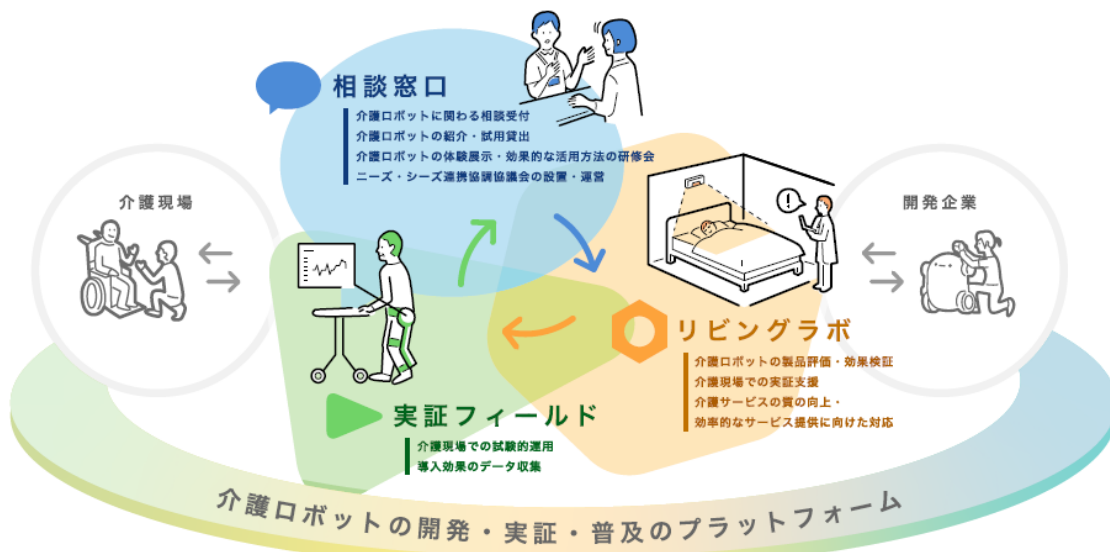 相談窓口
介護ロボットに関わる相談受付
介護ロボットの紹介・試用貸出
介護ロボットの体験展示・効果的な活用方法の研修会
ニーズ・シーズ連携協調協議会の設置・運営
介護現場
開発企業
!
リビングラボ
介護ロボットの製品評価・効果検証
介護現場での実証支援
介護サービスの質の向上・
効率的なサービス提供に向けた対応
実証フィールド
介護現場での試験的運用
導入効果のデータ収集
介護ロボットの開発・実証・普及のプラットフォーム